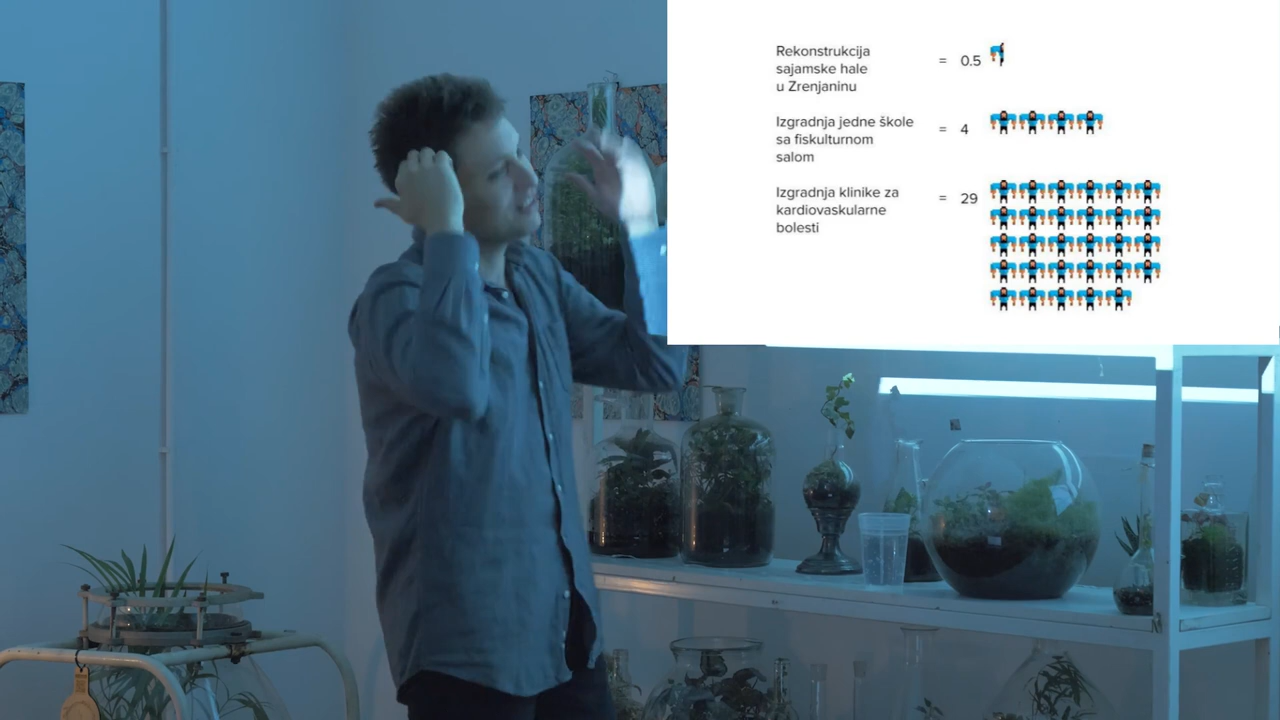 Rekonstrukcija
sajamske hale
u Zrenjaninu
= 0.5
Izgradnja jedne škole
sa fiskulturnom
salom
= 4
Izgradnja klinike za
kardiovaskularne
bolesti
= 29